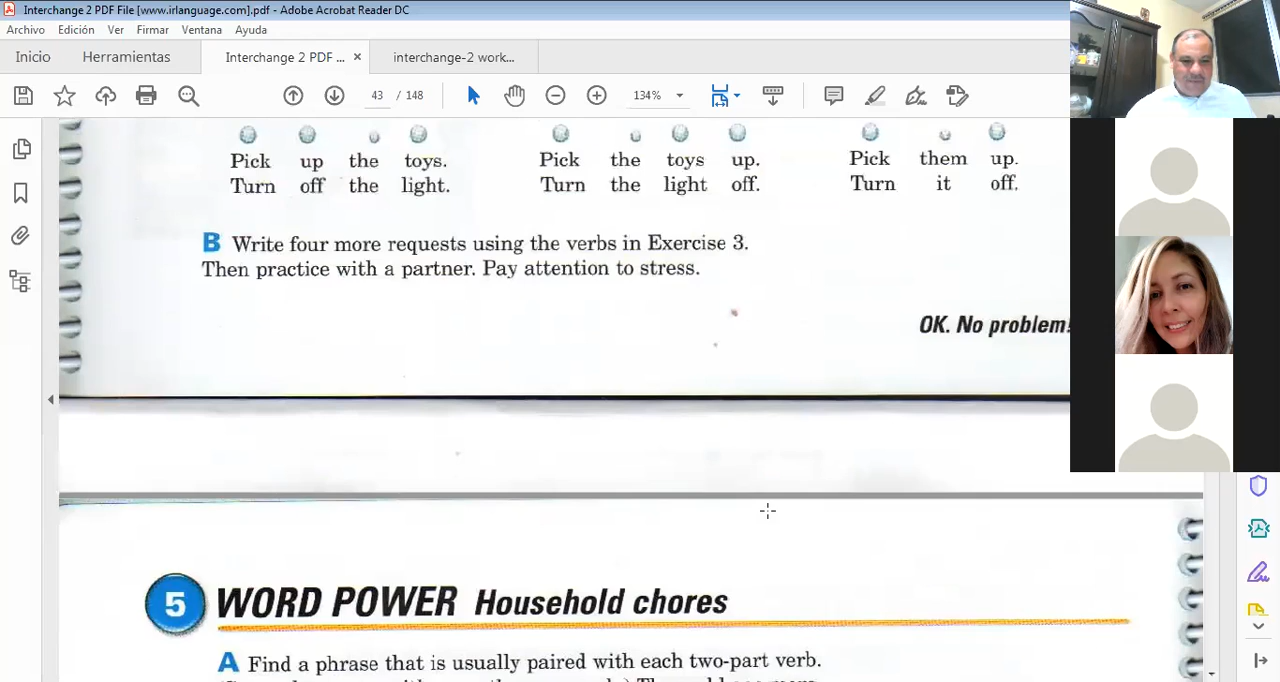 Interchange 2 PDF File [www.irlanguage.com].pdf - Adobe Acrobat Reader DC
Archivo Edición Ver Firmar Ventana Ayuda
Inicio Herramientas Interchange 2 PDF ... × interchange-2 work...
43 / 148 134%
Pick up the toys. Pick the toys up. Pick them up.
Turn off the light. Turn the light off. Turn it off.
B Write four more requests using the verbs in Exercise 3.
Then practice with a partner. Pay attention to stress.
OK. No problem!
5 WORD POWER Household chores
A Find a phrase that is usually paired with each two-part verb.